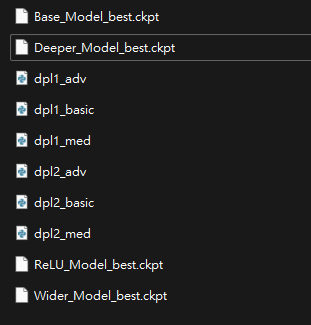 Base_Model_best.ckpt
Deeper_Model_best.ckpt
dpl1_adv
dpl1_basic
dpl1_med
dpl2_adv
dpl2_basic
dpl2_med
ReLU_Model_best.ckpt
Wider_Model_best.ckpt